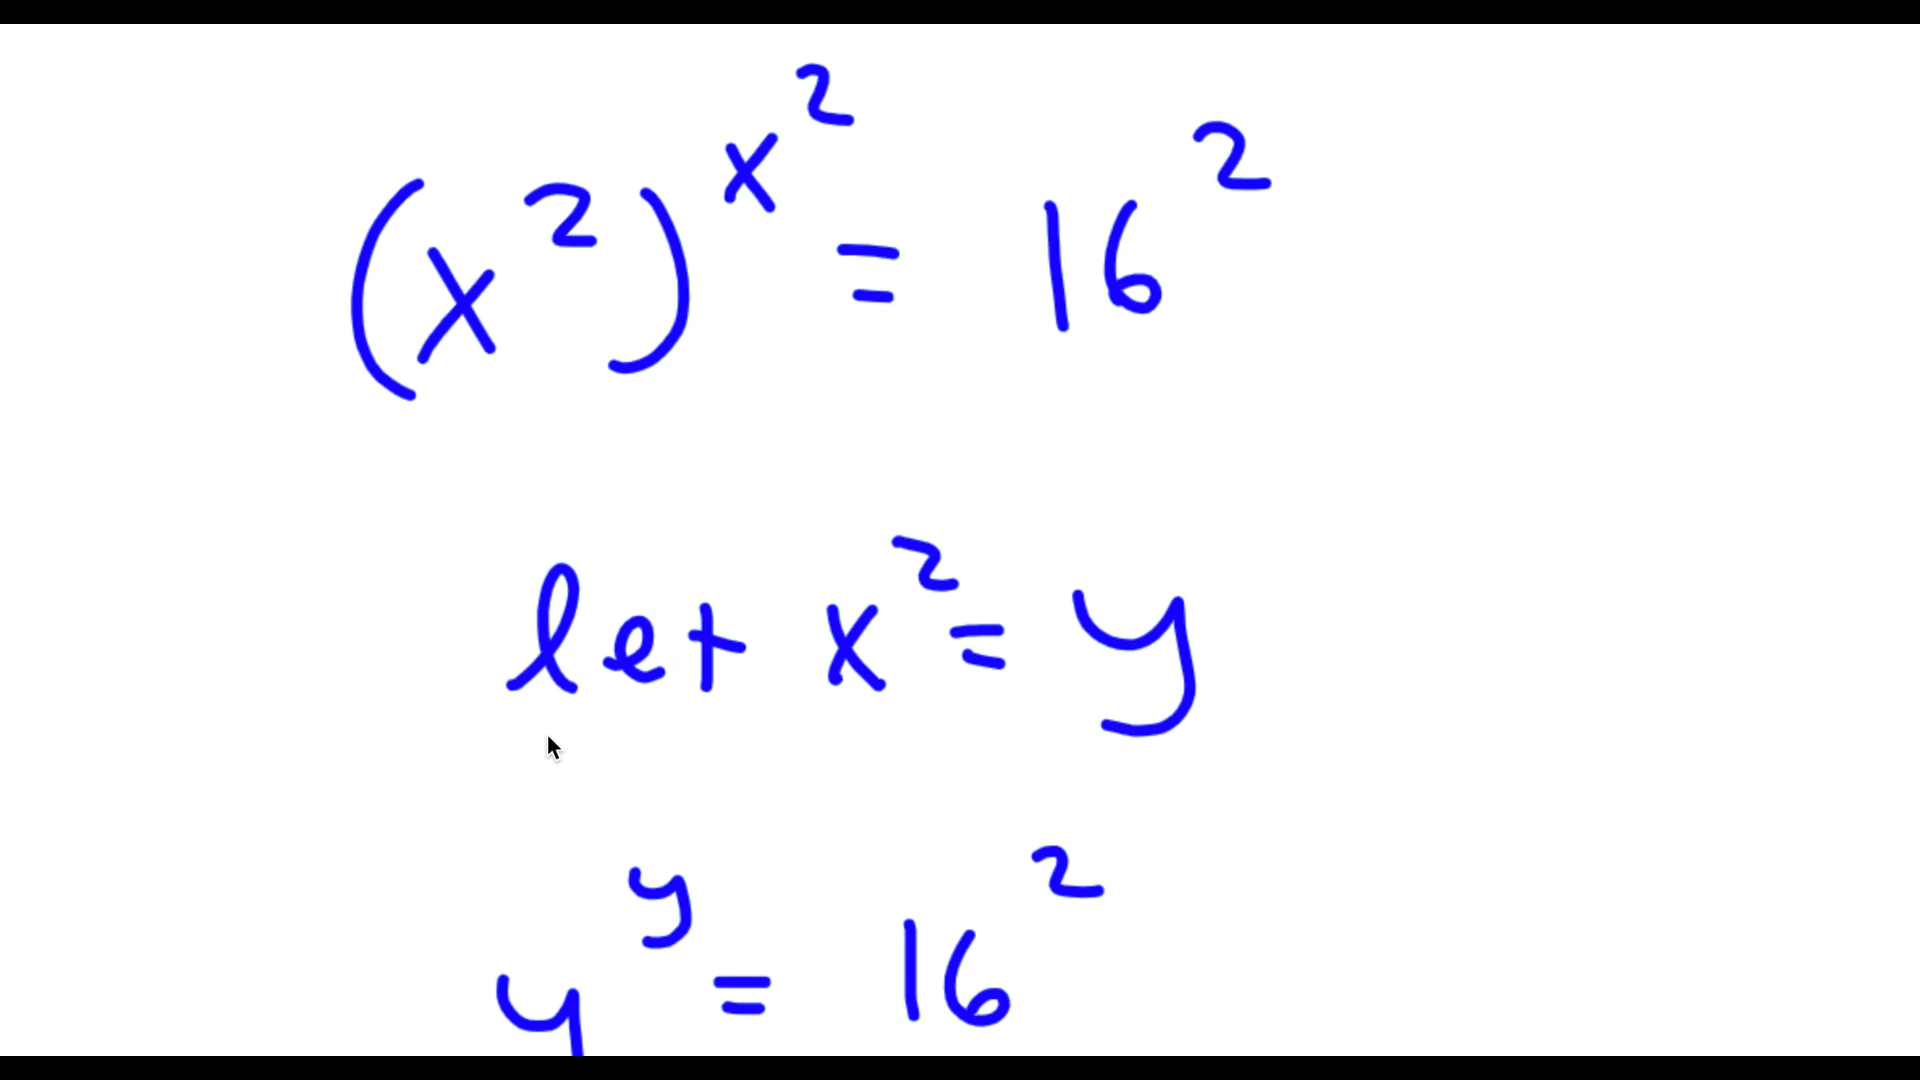 (x²)^x² = 16²
let x² = y
y^y = 16²